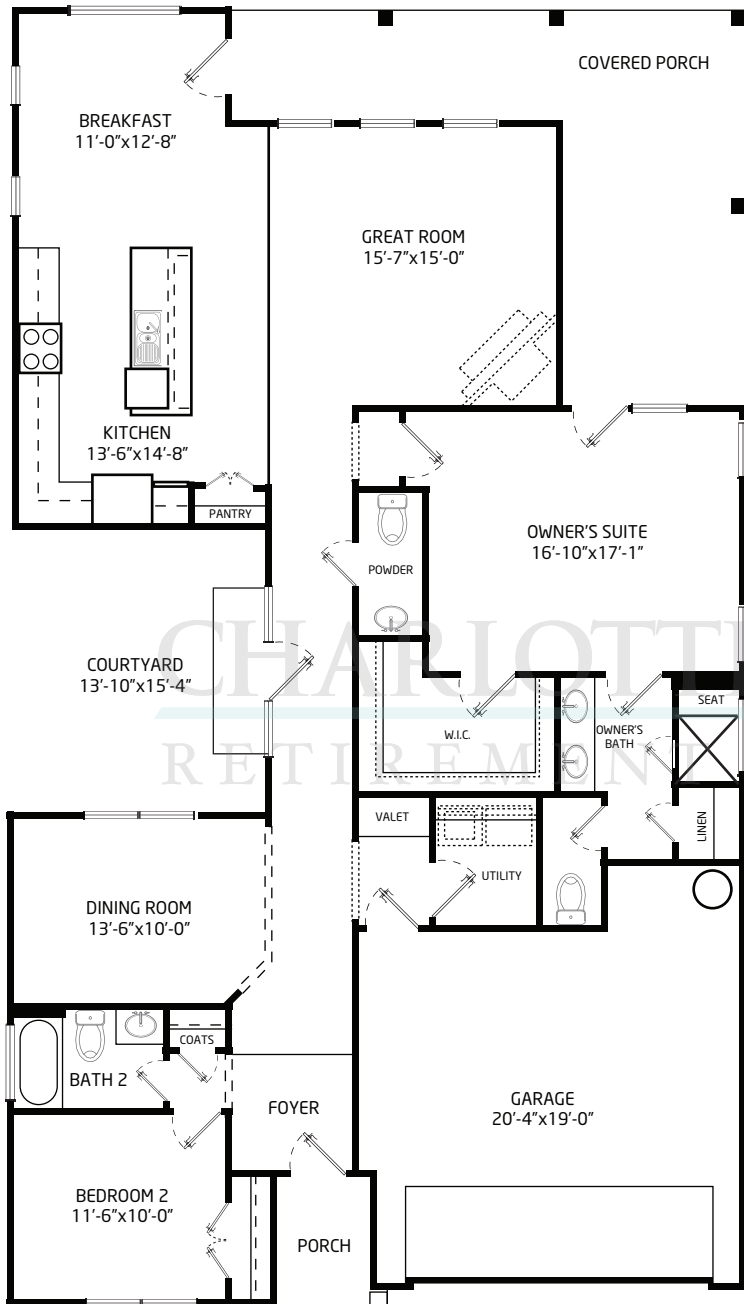 COVERED PORCH
BREAKFAST
11'-0"x12'-8"
GREAT ROOM
15'-7"x15'-0"
KITCHEN
13'-6"x14'-8"
PANTRY
POWDER
OWNER'S SUITE
16'-10"x17'-1"
COURTYARD
13'-10"x15'-4"
CHARLOTTE
RETIREMENT
W.I.C.
OWNER'S
BATH
SEAT
LINEN
VALET
UTILITY
DINING ROOM
13'-6"x10'-0"
COATS
BATH 2
FOYER
GARAGE
20'-4"x19'-0"
BEDROOM 2
11'-6"x10'-0"
PORCH